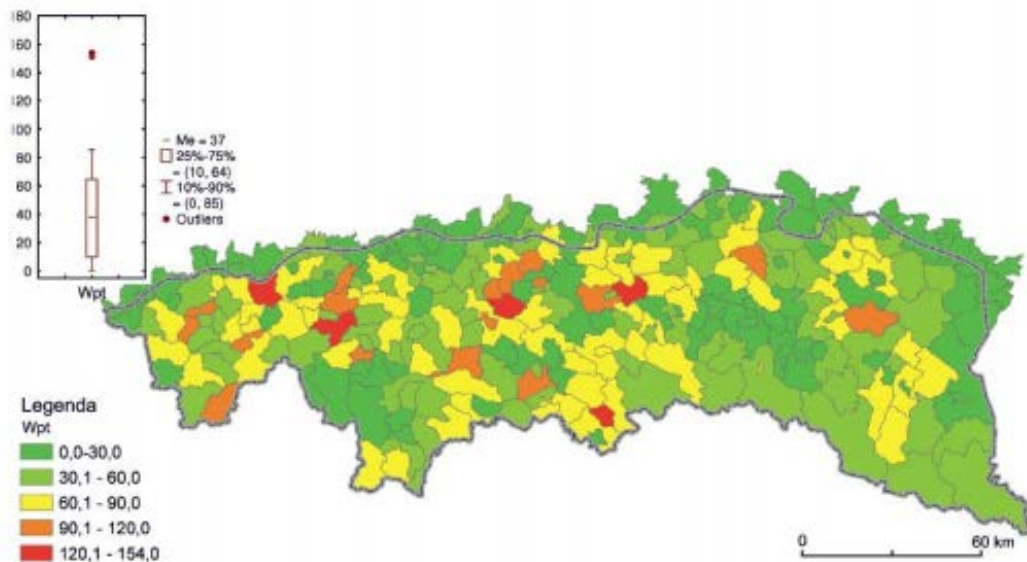 180
160
140
120
100
80
60
40
20
0
Wpt
Me = 37
25%-75%
= (10, 64)
10%-90%
= (0, 85)
Outliers
Legenda
Wpt
0,0-30,0
30,1 - 60,0
60,1 - 90,0
90,1 - 120,0
120,1 - 154,0
0 60 km